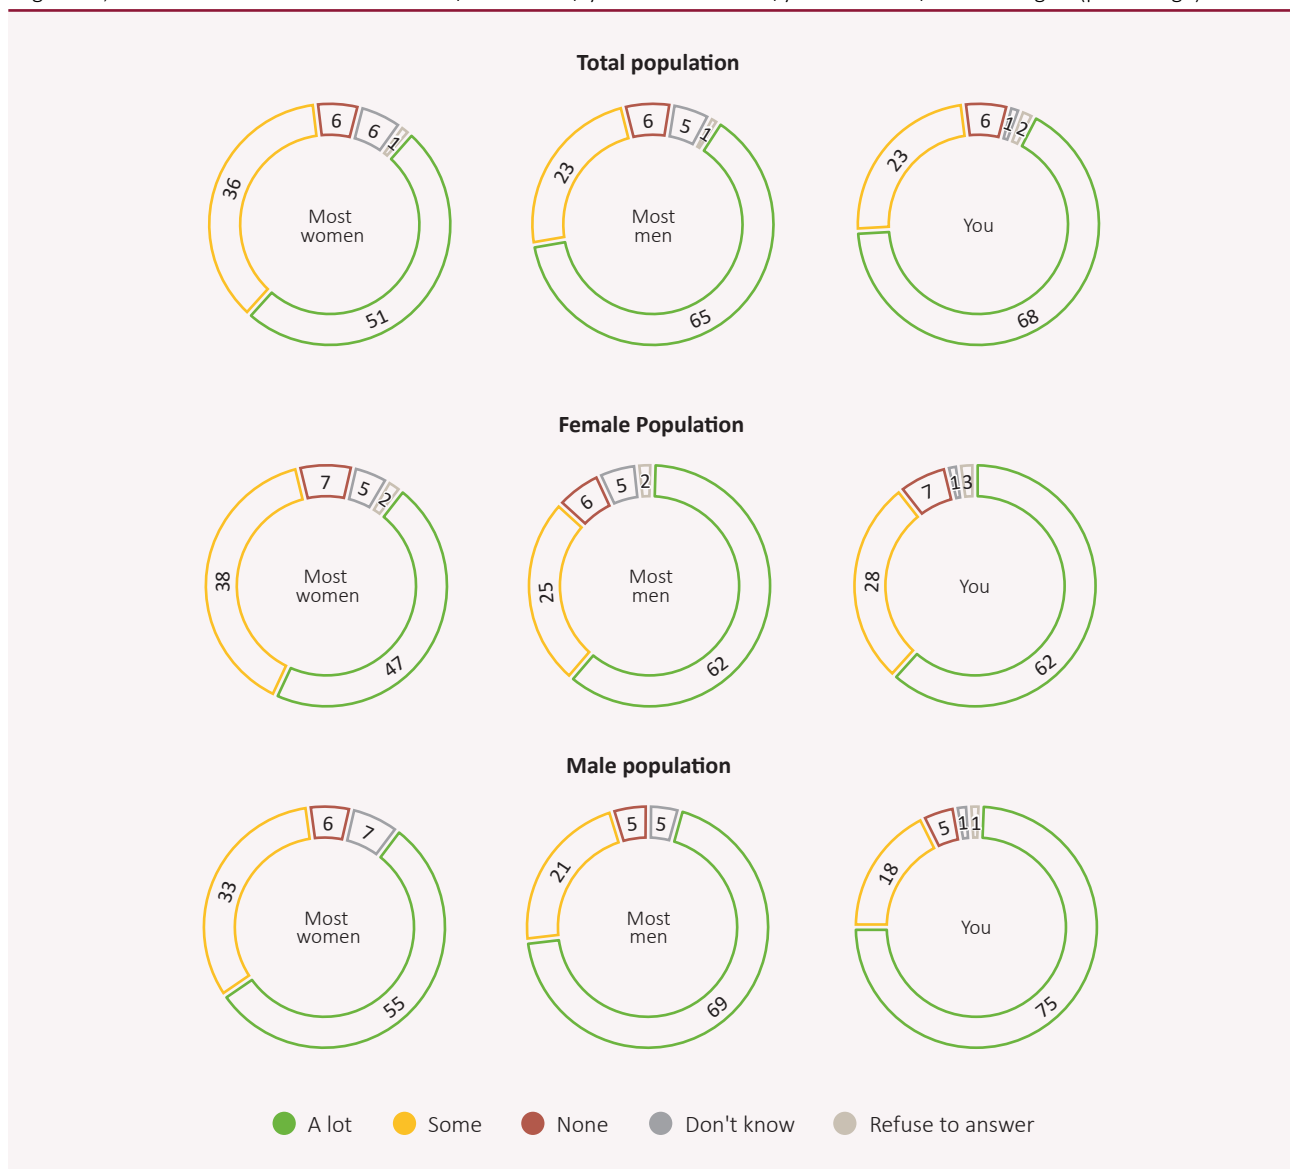 Total population
36
6
6
1
51
Most
women
23
6
5
1
65
Most
men
23
6
1
2
68
You
Female Population
38
7
5
2
47
Most
women
25
6
5
2
62
Most
men
28
7
1
3
62
You
Male population
33
6
7
55
Most
women
21
5
5
69
Most
men
18
5
1
1
75
You
A lot
Some
None
Don't know
Refuse to answer